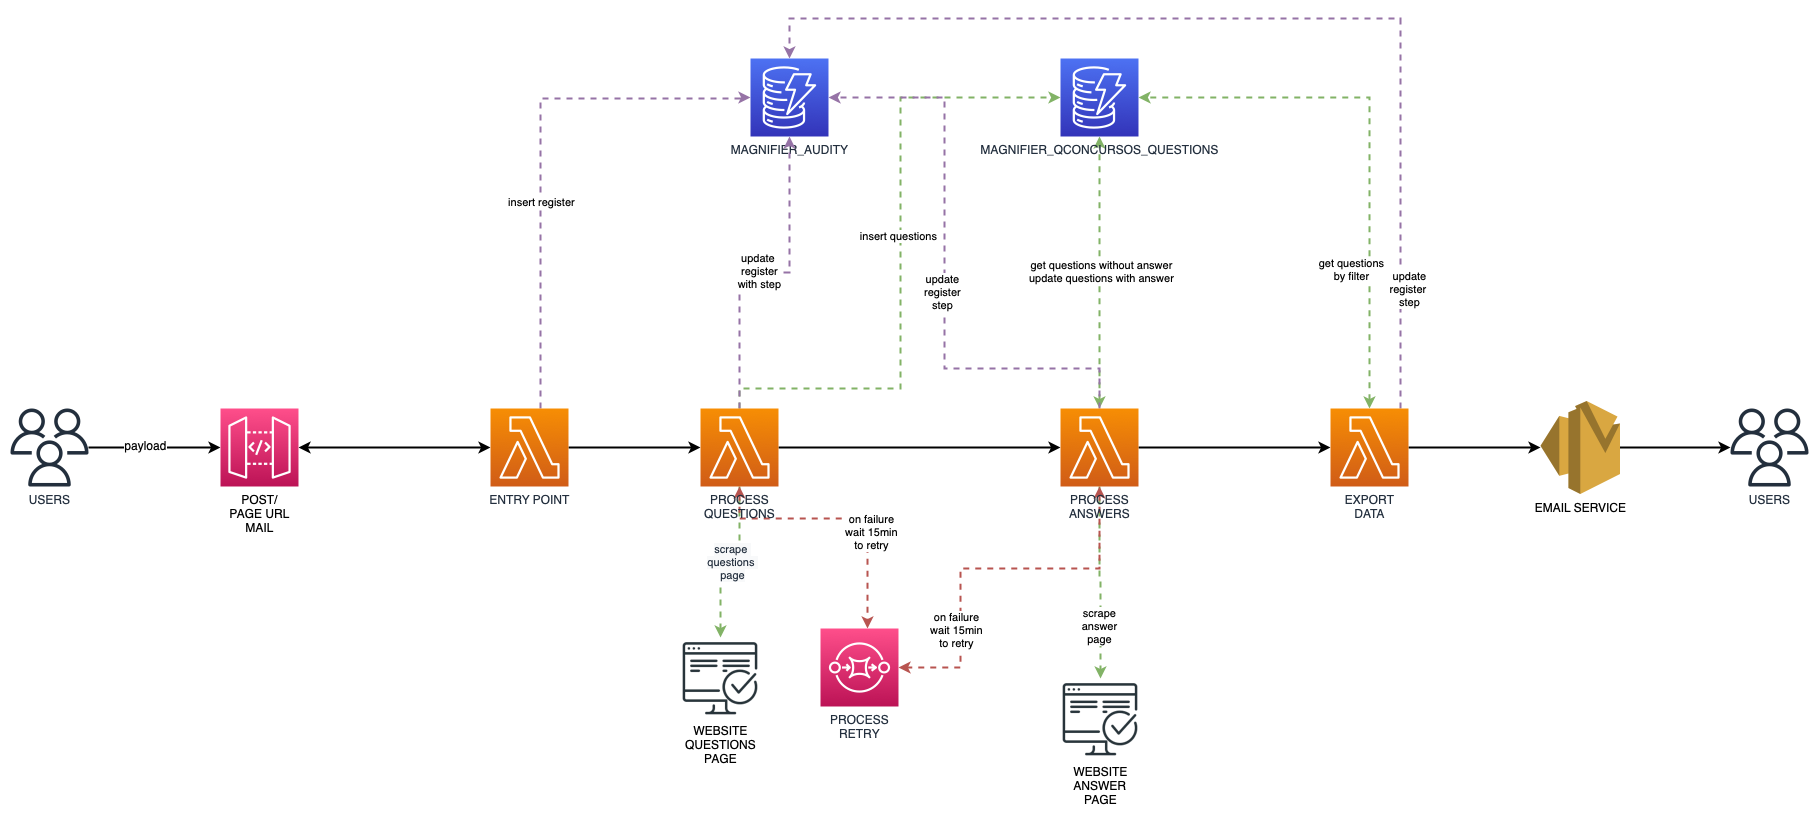 MAGNIFIER_AUDITY
MAGNIFIER_QCONCURSOS_QUESTIONS
insert register
insert questions
update
register
with step
update
register
step
get questions without answer
update questions with answer
get questions
by filter
update
register
step
payload
USERS
POST/
PAGE URL
MAIL
ENTRY POINT
PROCESS
QUESTIONS
PROCESS
ANSWERS
EXPORT
DATA
EMAIL SERVICE
USERS
on failure
wait 15min
to retry
scrape
questions
page
on failure
wait 15min
to retry
scrape
answer
page
WEBSITE
QUESTIONS
PAGE
PROCESS
RETRY
WEBSITE
ANSWER
PAGE